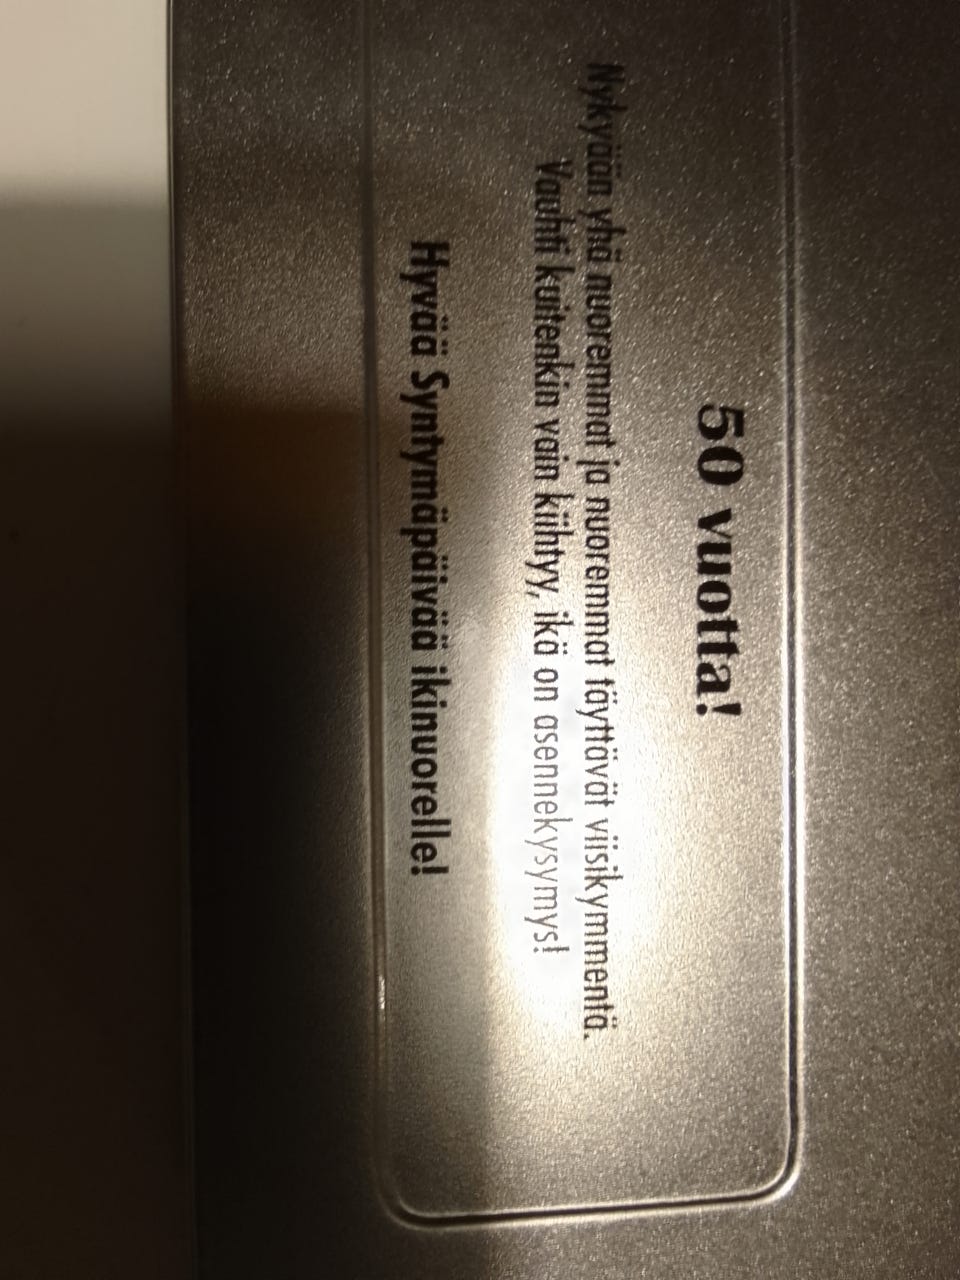 50 vuotta!
Nykyään yhä nuoremmat ja nuoremmat täyttävät viisikymmentä.
Vauhti kuitenkin vain kiihtyy, ikä on asennekysymys!
Hyvää Syntymäpäivää ikinuorelle!